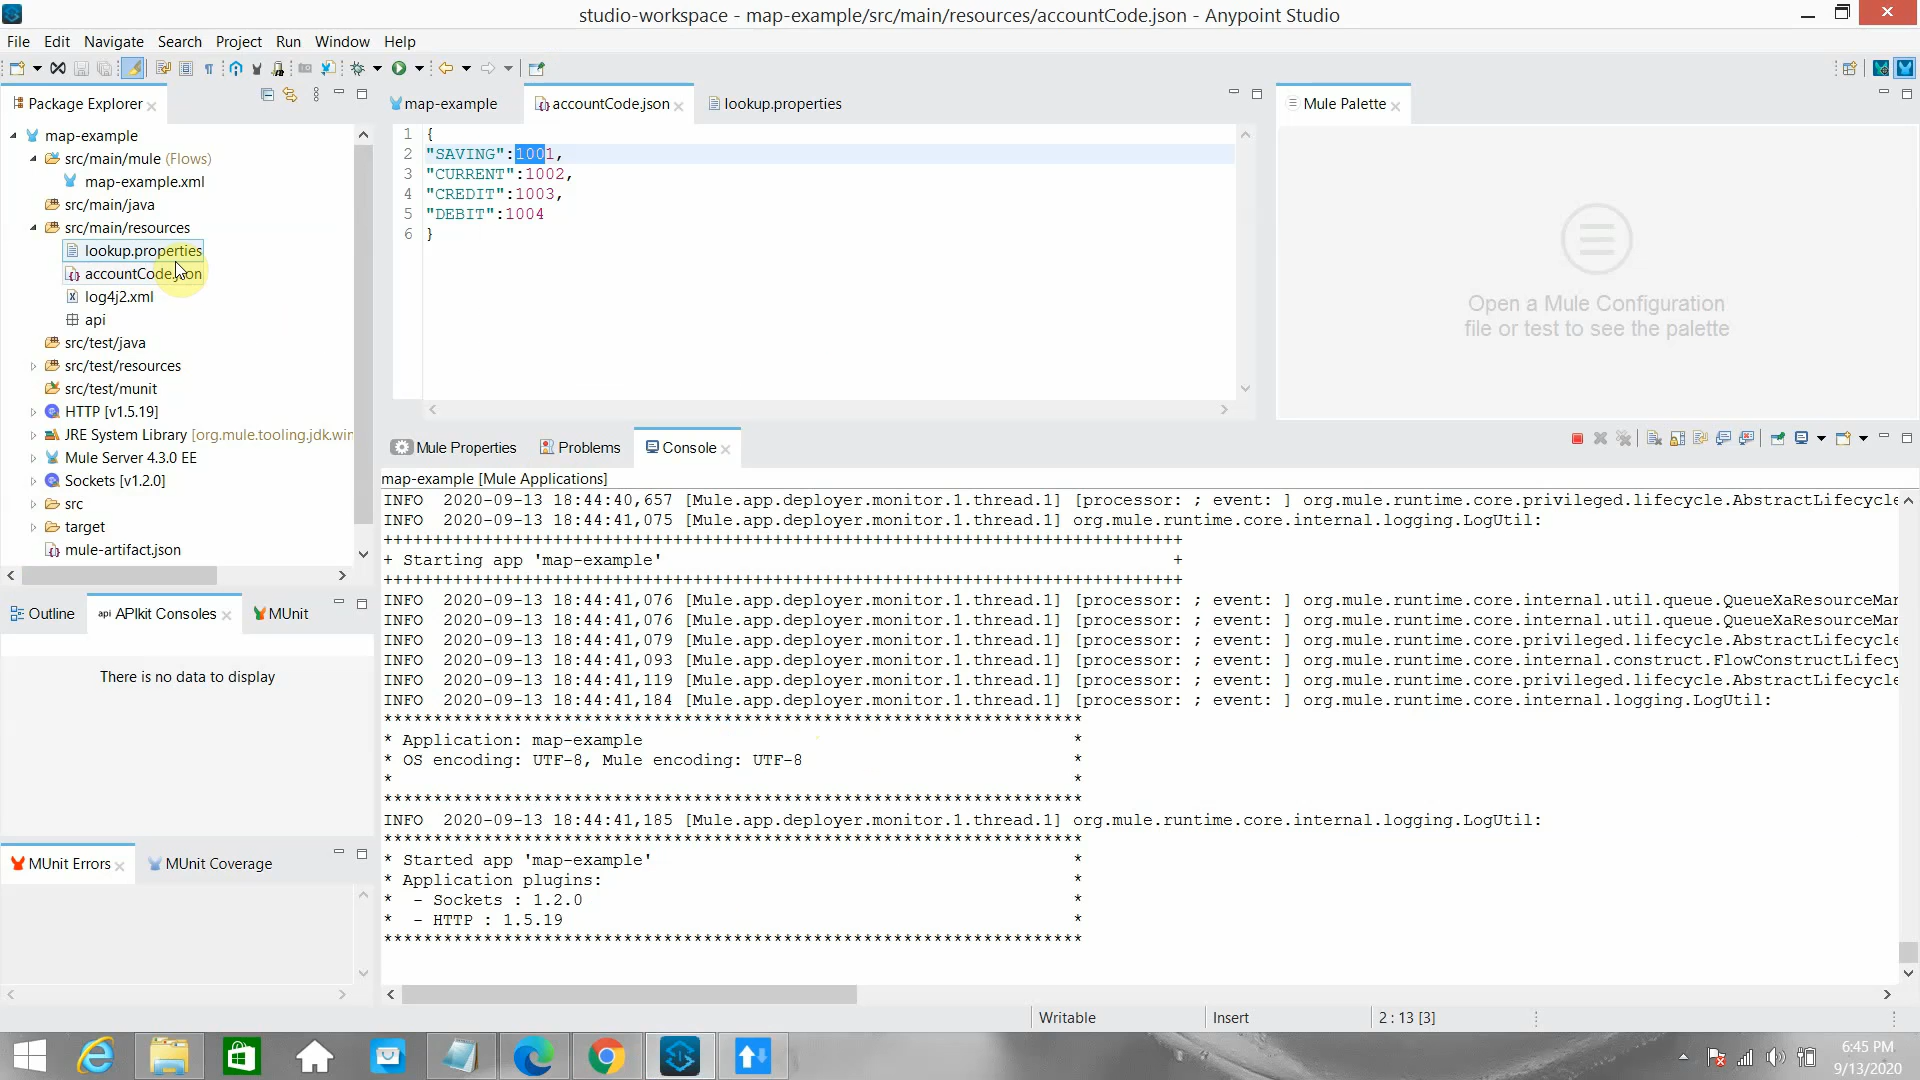 studio-workspace - map-example/src/main/resources/accountCode.json - Anypoint Studio
File Edit Navigate Search Project Run Window Help
Package Explorer
map-example
src/main/mule (Flows)
map-example.xml
src/main/java
src/main/resources
lookup.properties
log4j2.xml
api
src/test/java
src/test/resources
src/test/munit
HTTP [v1.5.19]
JRE System Library [org.mule.tooling.jdk.wir
Mule Server 4.3.0 EE
Sockets [v1.2.0]
src
target
mule-artifact.json
Outline
api APIkit Consoles
MUnit
There is no data to display
MUnit Errors
MUnit Coverage
map-example
accountCode.json
lookup.properties
1 {
2 "SAVING":1001,
3 "CURRENT":1002,
4 "CREDIT":1003,
5 "DEBIT":1004
6 }
Mule Palette
Open a Mule Configuration
file or test to see the palette
Mule Properties
Problems
Console
map-example [Mule Applications]
INFO 2020-09-13 18:44:40,657 [Mule.app.deployer.monitor.1.thread.1] [processor: ; event: ] org.mule.runtime.core.privileged.lifecycle.AbstractLifecycle
INFO 2020-09-13 18:44:41,075 [Mule.app.deployer.monitor.1.thread.1] org.mule.runtime.core.internal.logging.LogUtil:
++++++++++++++++++++++++++++++++++++++++++++++++++++++++++++++++++++++++++++++++
+ Starting app 'map-example' +
++++++++++++++++++++++++++++++++++++++++++++++++++++++++++++++++++++++++++++++++
INFO 2020-09-13 18:44:41,076 [Mule.app.deployer.monitor.1.thread.1] [processor: ; event: ] org.mule.runtime.core.internal.util.queue.QueueXaResourceMar
INFO 2020-09-13 18:44:41,076 [Mule.app.deployer.monitor.1.thread.1] [processor: ; event: ] org.mule.runtime.core.internal.util.queue.QueueXaResourceMar
INFO 2020-09-13 18:44:41,079 [Mule.app.deployer.monitor.1.thread.1] [processor: ; event: ] org.mule.runtime.core.privileged.lifecycle.AbstractLifecycle
INFO 2020-09-13 18:44:41,093 [Mule.app.deployer.monitor.1.thread.1] [processor: ; event: ] org.mule.runtime.core.internal.construct.FlowConstructLifecy
INFO 2020-09-13 18:44:41,119 [Mule.app.deployer.monitor.1.thread.1] [processor: ; event: ] org.mule.runtime.core.privileged.lifecycle.AbstractLifecycle
INFO 2020-09-13 18:44:41,184 [Mule.app.deployer.monitor.1.thread.1] [processor: ; event: ] org.mule.runtime.core.internal.logging.LogUtil:
**********************************************************************
* Application: map-example *
* OS encoding: UTF-8, Mule encoding: UTF-8 *
* *
**********************************************************************
INFO 2020-09-13 18:44:41,185 [Mule.app.deployer.monitor.1.thread.1] org.mule.runtime.core.internal.logging.LogUtil:
**********************************************************************
* Started app 'map-example' *
* Application plugins: *
* - Sockets : 1.2.0 *
* - HTTP : 1.5.19 *
**********************************************************************
Writable Insert 2 : 13 [3]
6:45 PM
9/13/2020